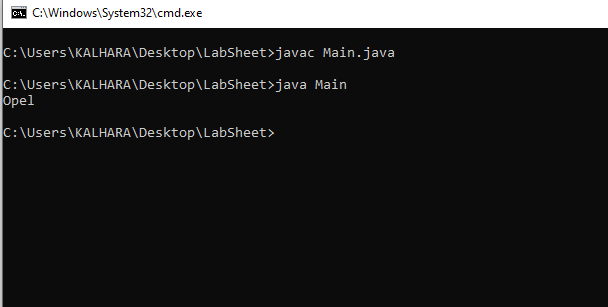 C:\Windows\System32\cmd.exe
C:\Users\KALHARA\Desktop\LabSheet>javac Main.java
C:\Users\KALHARA\Desktop\LabSheet>java Main
Opel
C:\Users\KALHARA\Desktop\LabSheet>